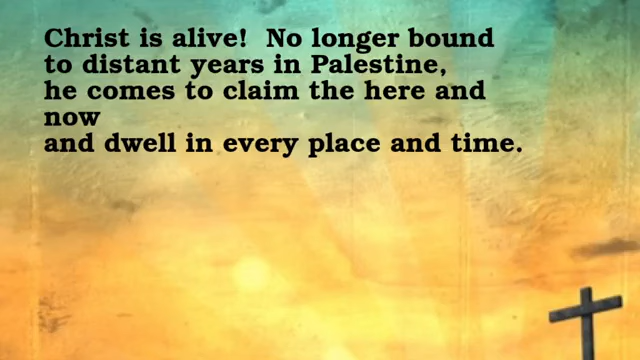 Christ is alive!  No longer bound
to distant years in Palestine,
he comes to claim the here and
now
and dwell in every place and time.